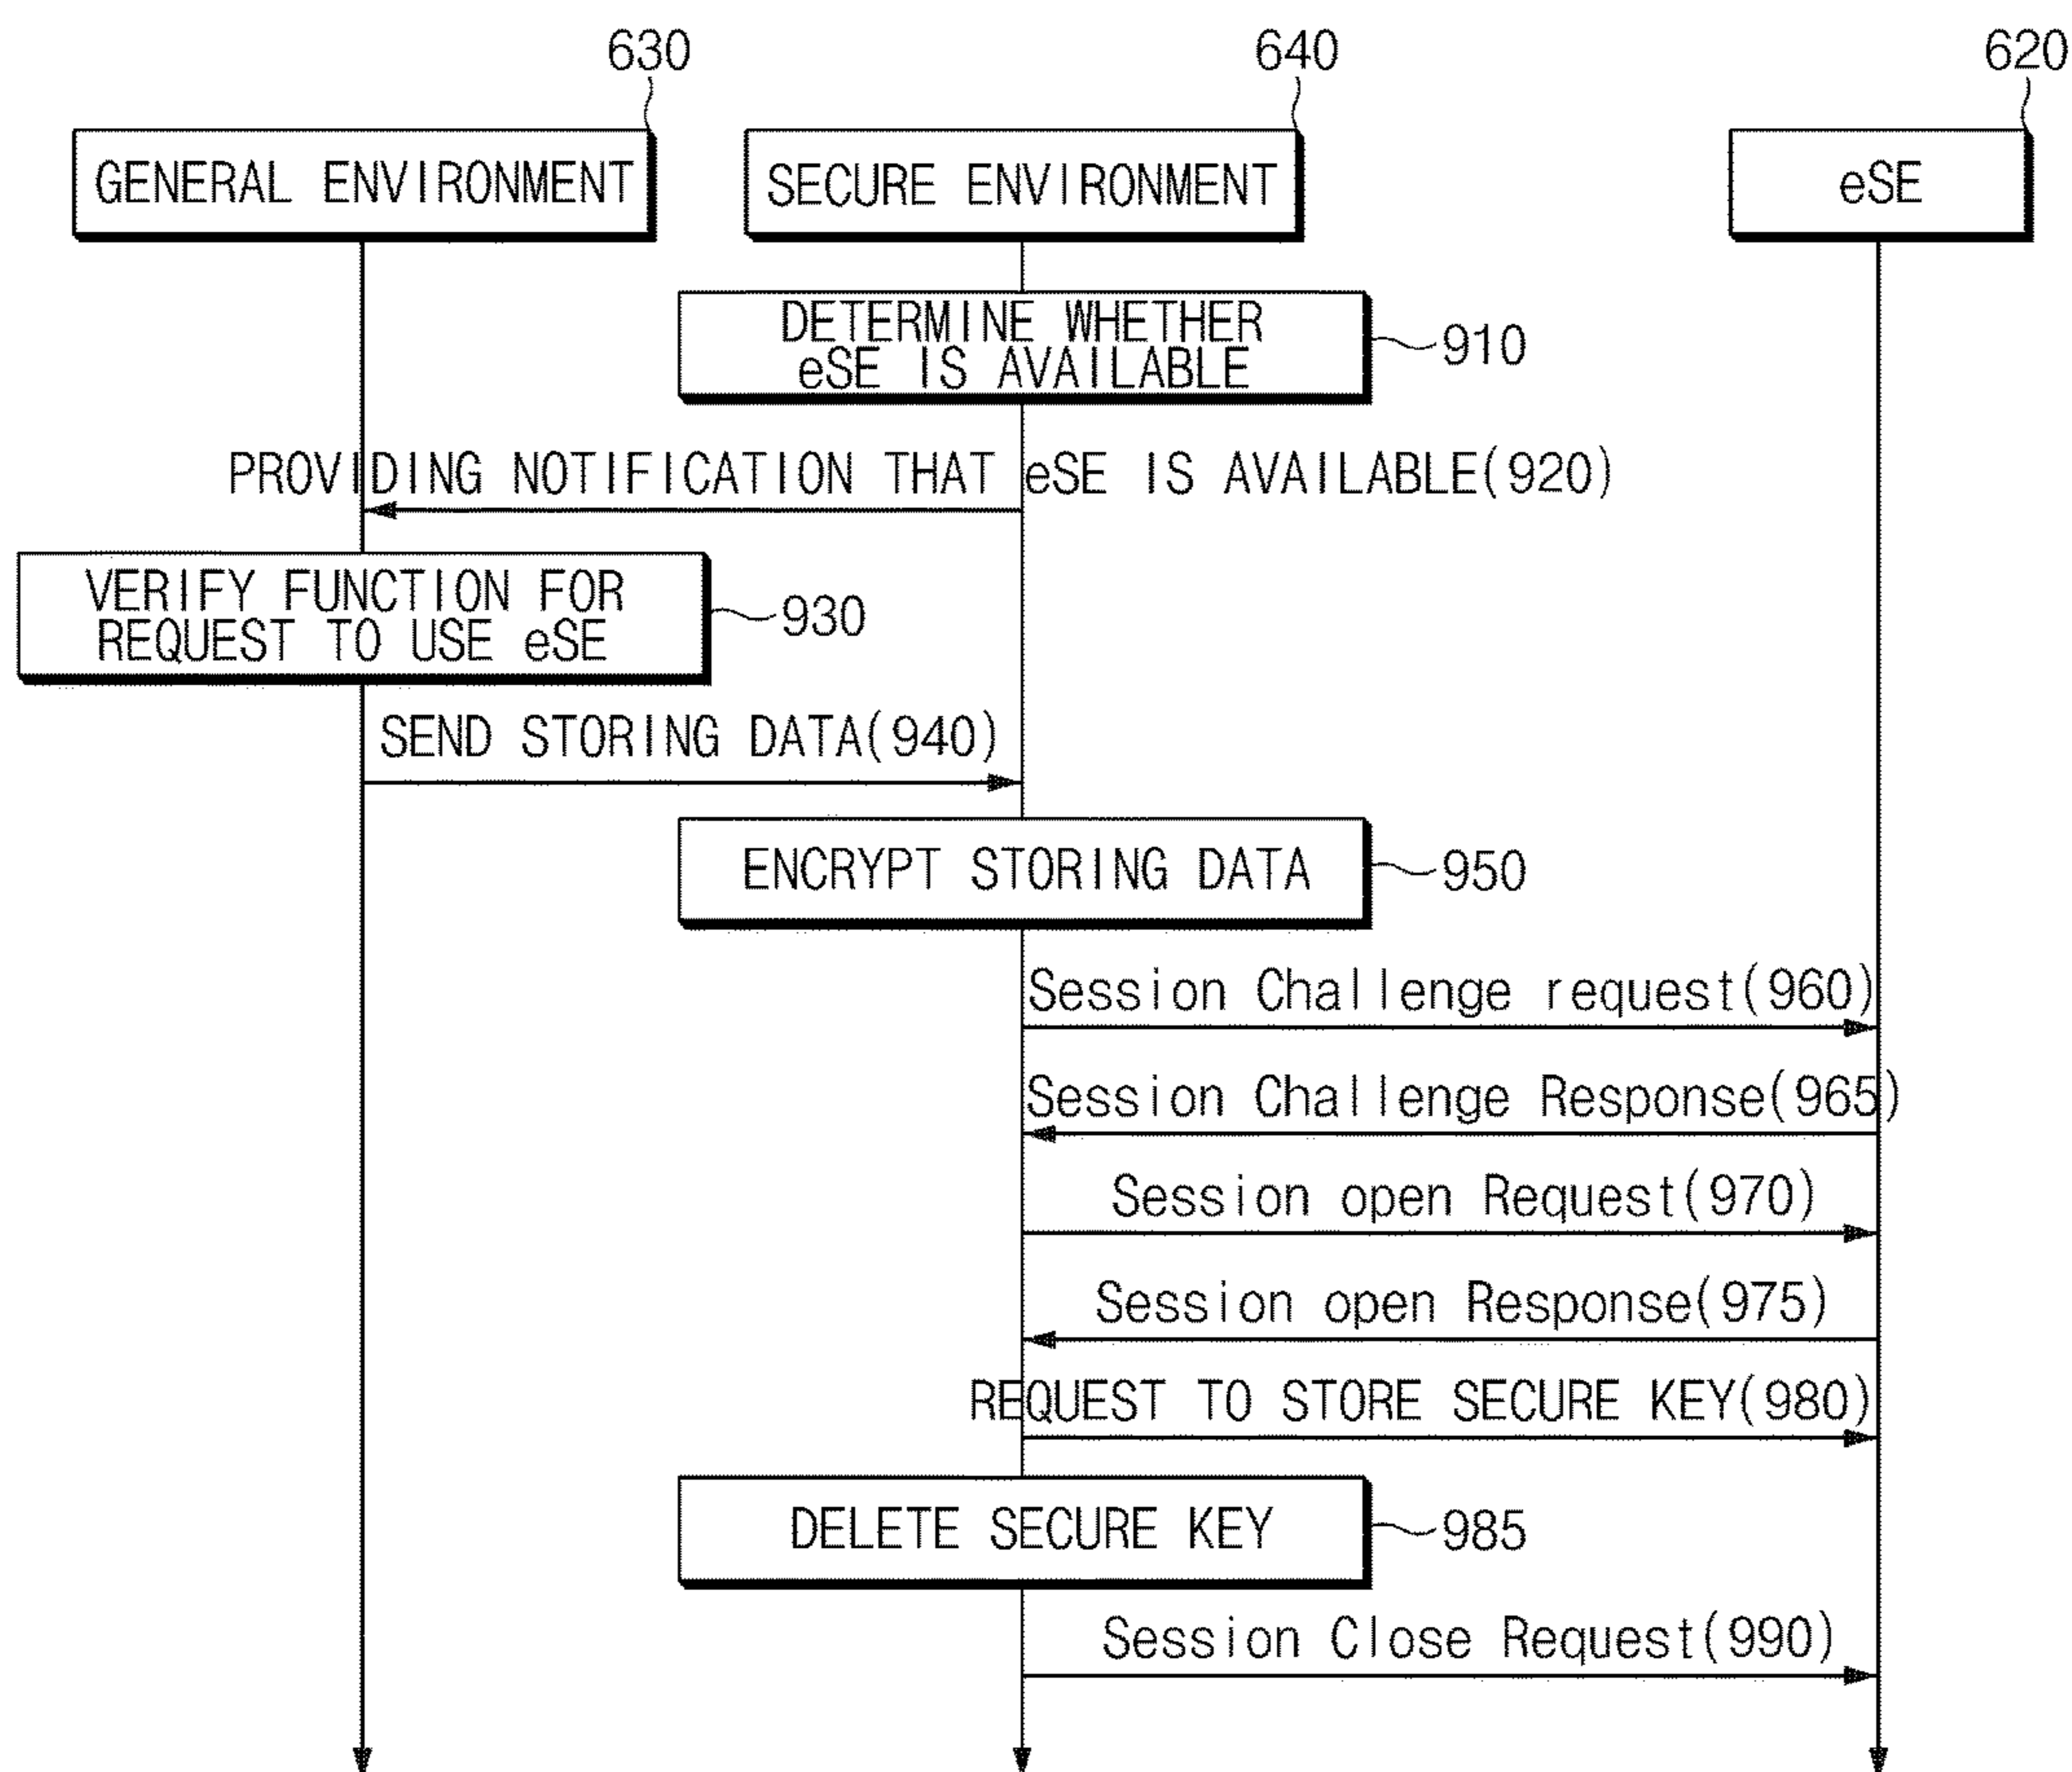 630
640
620
GENERAL ENVIRONMENT
SECURE ENVIRONMENT
eSE
DETERMINE WHETHER
eSE IS AVAILABLE
910
PROVIDING NOTIFICATION THAT eSE IS AVAILABLE(920)
VERIFY FUNCTION FOR
REQUEST TO USE eSE
930
SEND STORING DATA(940)
ENCRYPT STORING DATA
950
Session Challenge request(960)
Session Challenge Response(965)
Session open Request(970)
Session open Response(975)
REQUEST TO STORE SECURE KEY(980)
DELETE SECURE KEY
985
Session Close Request(990)